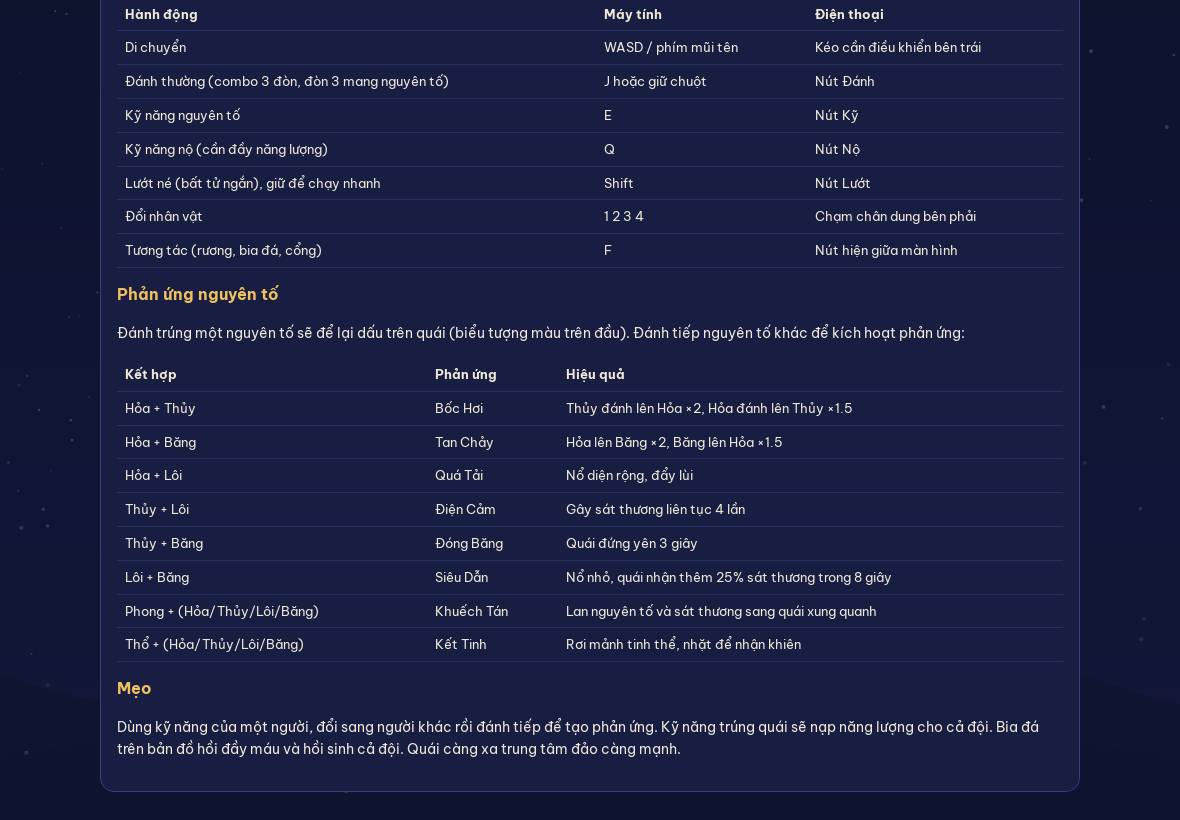 Hành động Máy tính Điện thoại
Di chuyển WASD / phím mũi tên Kéo cần điều khiển bên trái
Đánh thường (combo 3 đòn, đòn 3 mang nguyên tố) J hoặc giữ chuột Nút Đánh
Kỹ năng nguyên tố E Nút Kỹ
Kỹ năng nộ (cần đầy năng lượng) Q Nút Nộ
Lướt né (bất tử ngắn), giữ để chạy nhanh Shift Nút Lướt
Đổi nhân vật 1 2 3 4 Chạm chân dung bên phải
Tương tác (rương, bia đá, cổng) F Nút hiện giữa màn hình
Phản ứng nguyên tố
Đánh trúng một nguyên tố sẽ để lại dấu trên quái (biểu tượng màu trên đầu). Đánh tiếp nguyên tố khác để kích hoạt phản ứng:
Kết hợp Phản ứng Hiệu quả
Hỏa + Thủy Bốc Hơi Thủy đánh lên Hỏa ×2, Hỏa đánh lên Thủy ×1.5
Hỏa + Băng Tan Chảy Hỏa lên Băng ×2, Băng lên Hỏa ×1.5
Hỏa + Lôi Quá Tải Nổ diện rộng, đẩy lùi
Thủy + Lôi Điện Cảm Gây sát thương liên tục 4 lần
Thủy + Băng Đóng Băng Quái đứng yên 3 giây
Lôi + Băng Siêu Dẫn Nổ nhỏ, quái nhận thêm 25% sát thương trong 8 giây
Phong + (Hỏa/Thủy/Lôi/Băng) Khuếch Tán Lan nguyên tố và sát thương sang quái xung quanh
Thổ + (Hỏa/Thủy/Lôi/Băng) Kết Tinh Rơi mảnh tinh thể, nhặt để nhận khiên
Mẹo
Dùng kỹ năng của một người, đổi sang người khác rồi đánh tiếp để tạo phản ứng. Kỹ năng trúng quái sẽ nạp năng lượng cho cả đội. Bia đá
trên bản đồ hồi đầy máu và hồi sinh cả đội. Quái càng xa trung tâm đảo càng mạnh.